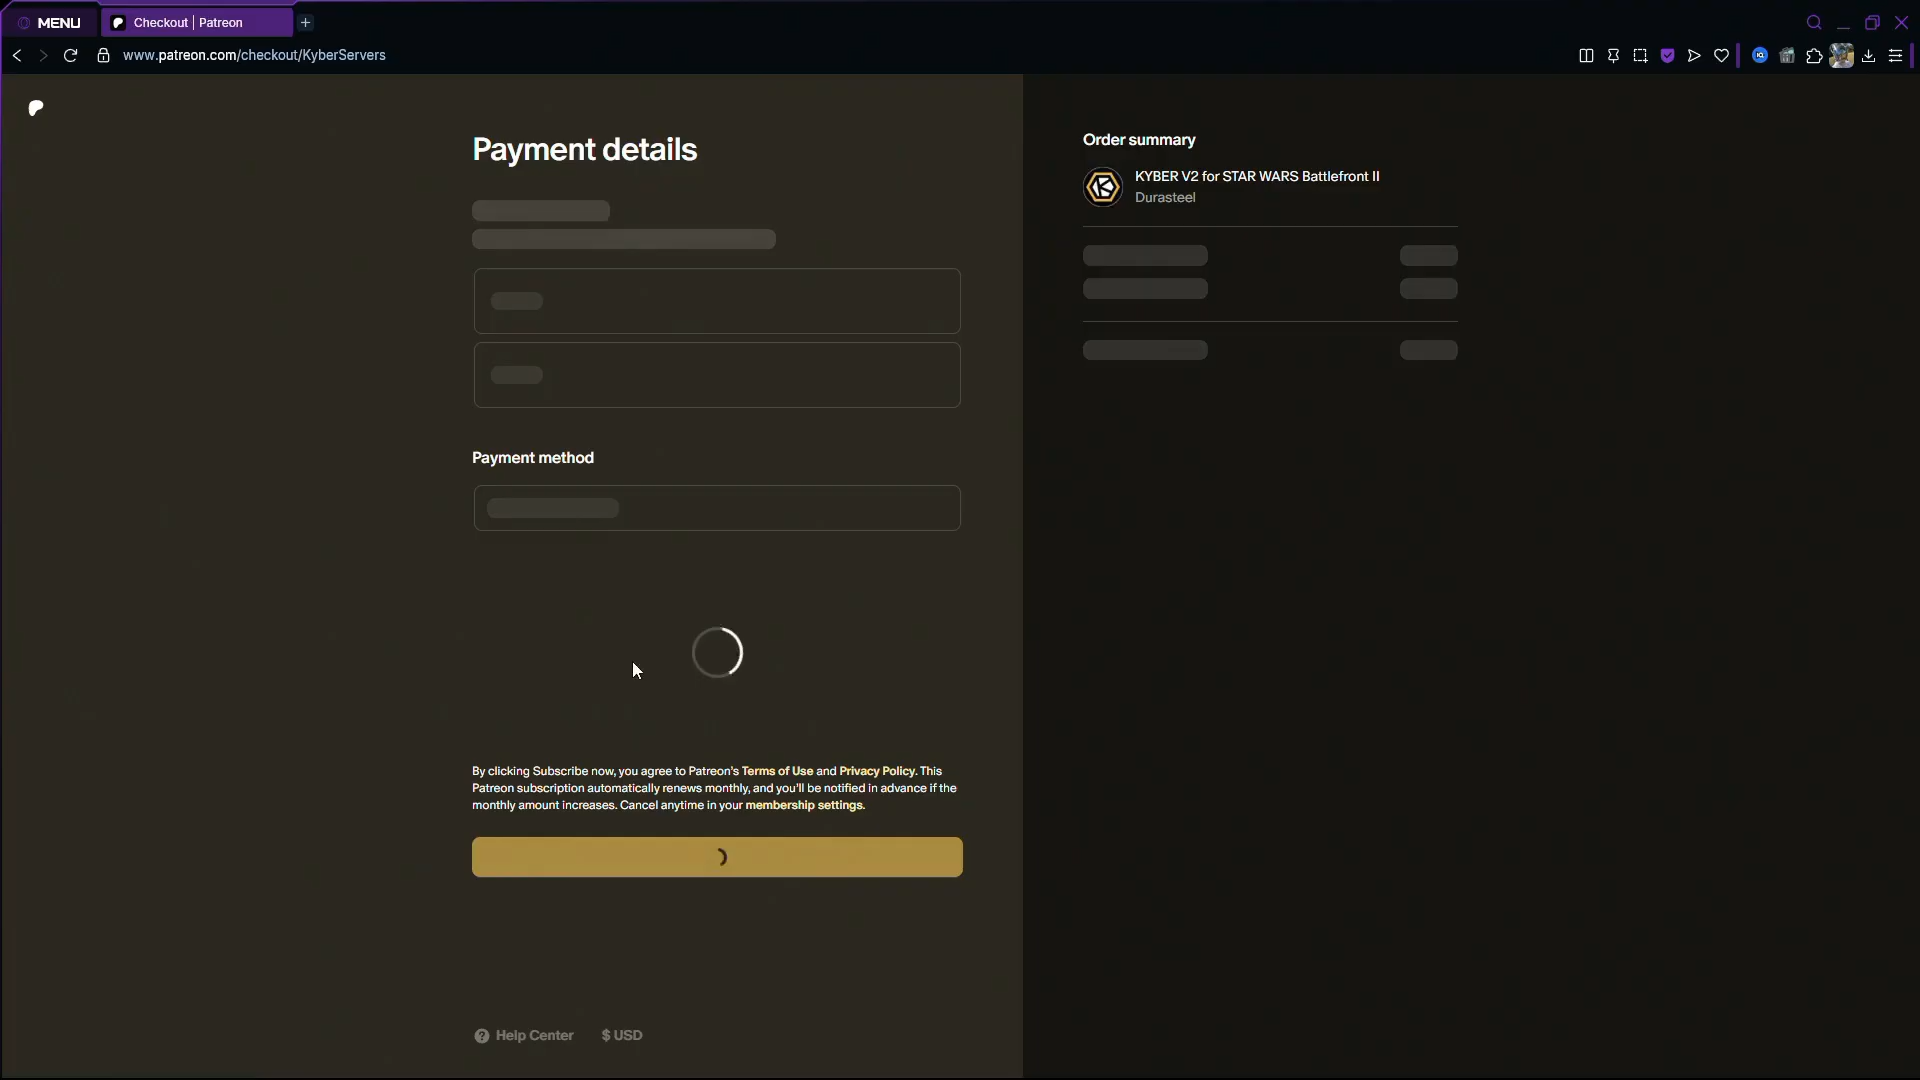 MENU
Checkout | Patreon
www.patreon.com/checkout/KyberServers
Payment details
Payment method
By clicking Subscribe now, you agree to Patreon's Terms of Use and Privacy Policy. This
Patreon subscription automatically renews monthly, and you'll be notified in advance if the
monthly amount increases. Cancel anytime in your membership settings.
Help Center
$ USD
Order summary
KYBER V2 for STAR WARS Battlefront II
Durasteel